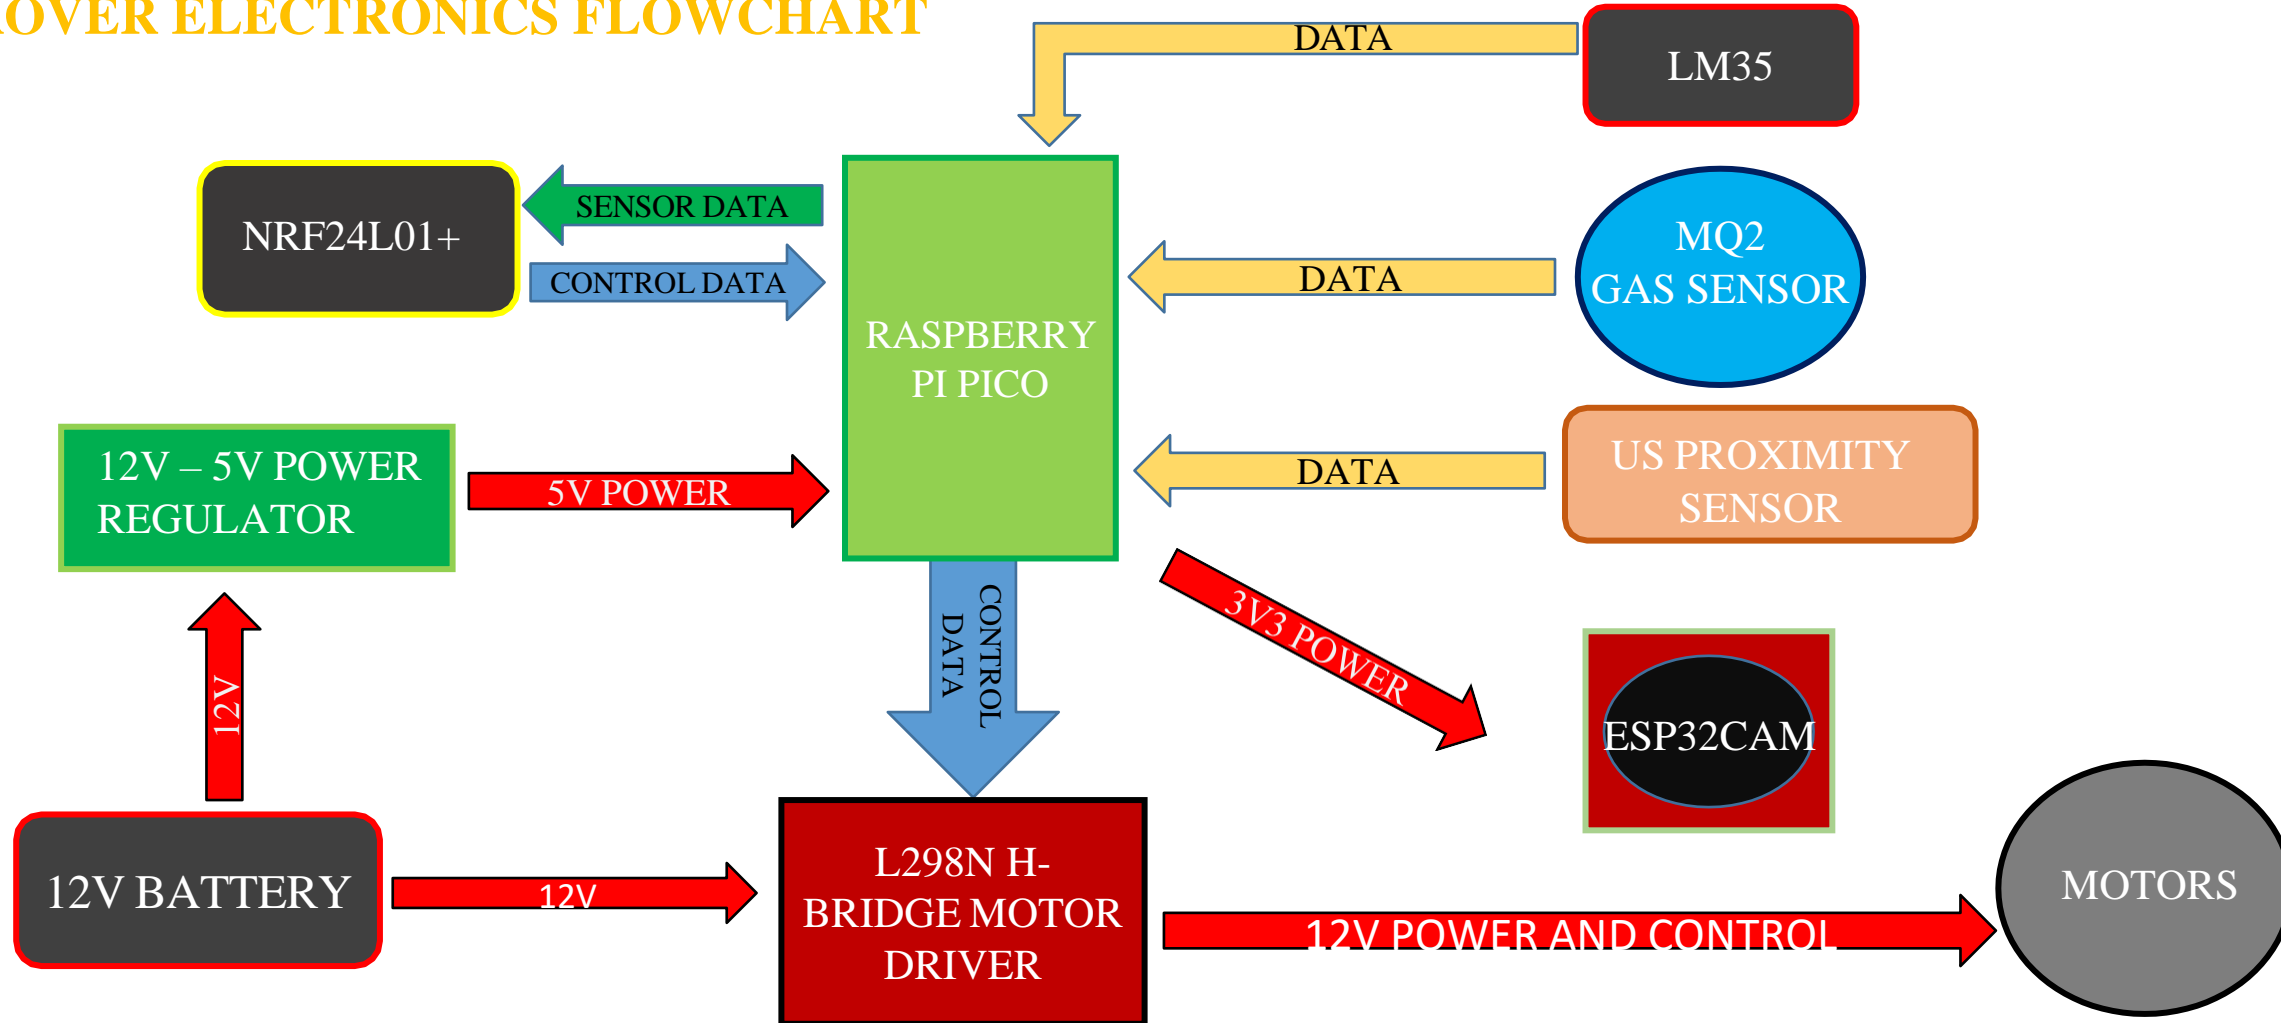 ROVER ELECTRONICS FLOWCHART
DATA
LM35
NRF24L01+
SENSOR DATA
CONTROL DATA
RASPBERRY
PI PICO
DATA
MQ2
GAS SENSOR
12V – 5V POWER
REGULATOR
5V POWER
DATA
US PROXIMITY
SENSOR
12V
CONTROL
DATA
3V3 POWER
ESP32CAM
12V BATTERY
12V
L298N H-
BRIDGE MOTOR
DRIVER
12V POWER AND CONTROL
MOTORS